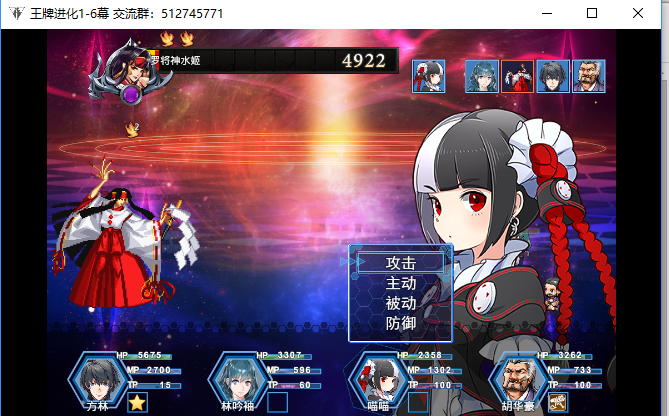 王牌进化1-6幕 交流群：512745771
罗将神水姬
4922
2
攻击
主动
被动
防御
HP 5675
MP 2700
TP 15
万林
HP 3307
MP 596
TP 60
林吟袖
HP 2358
MP 1302
TP 100
喵喵
HP 3262
MP 733
TP 100
胡华豪